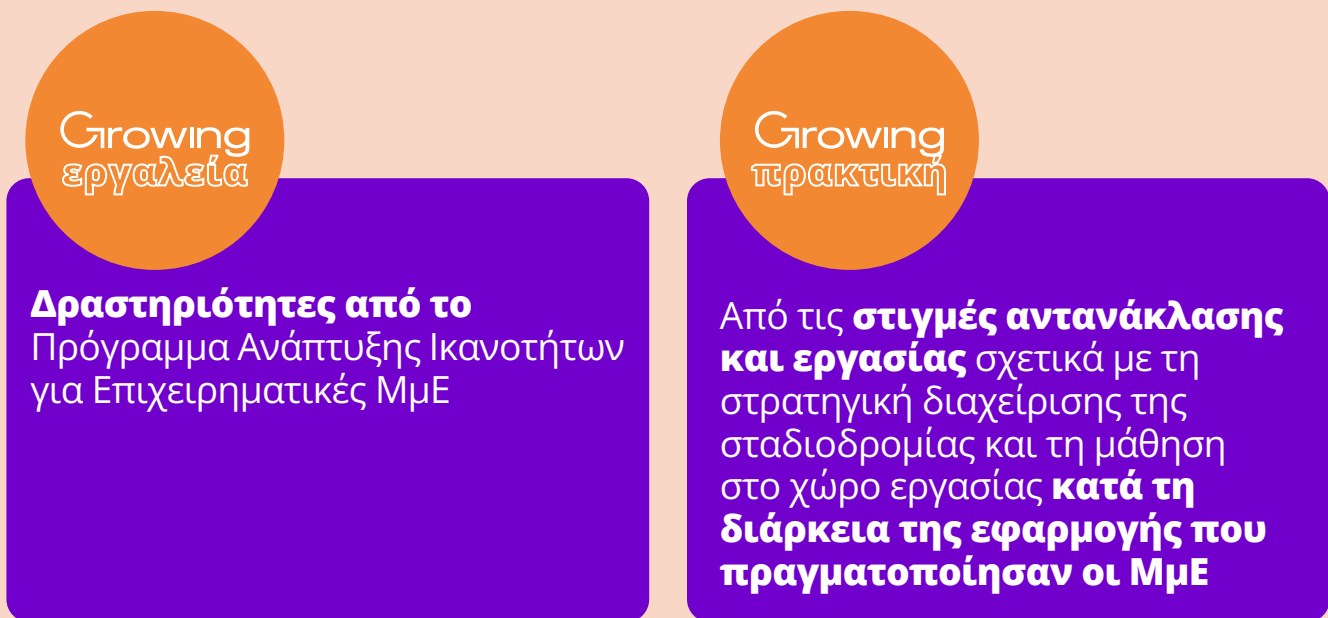 Growing
εργαλεία
Δραστηριότητες από το
Πρόγραμμα Ανάπτυξης Ικανοτήτων
για Επιχειρηματικές ΜμΕ
Growing
πρακτική
Από τις στιγμές αντανάκλασης
και εργασίας σχετικά με τη
στρατηγική διαχείρισης της
σταδιοδρομίας και τη μάθηση
στο χώρο εργασίας κατά τη
διάρκεια της εφαρμογής που
πραγματοποίησαν οι ΜμΕ